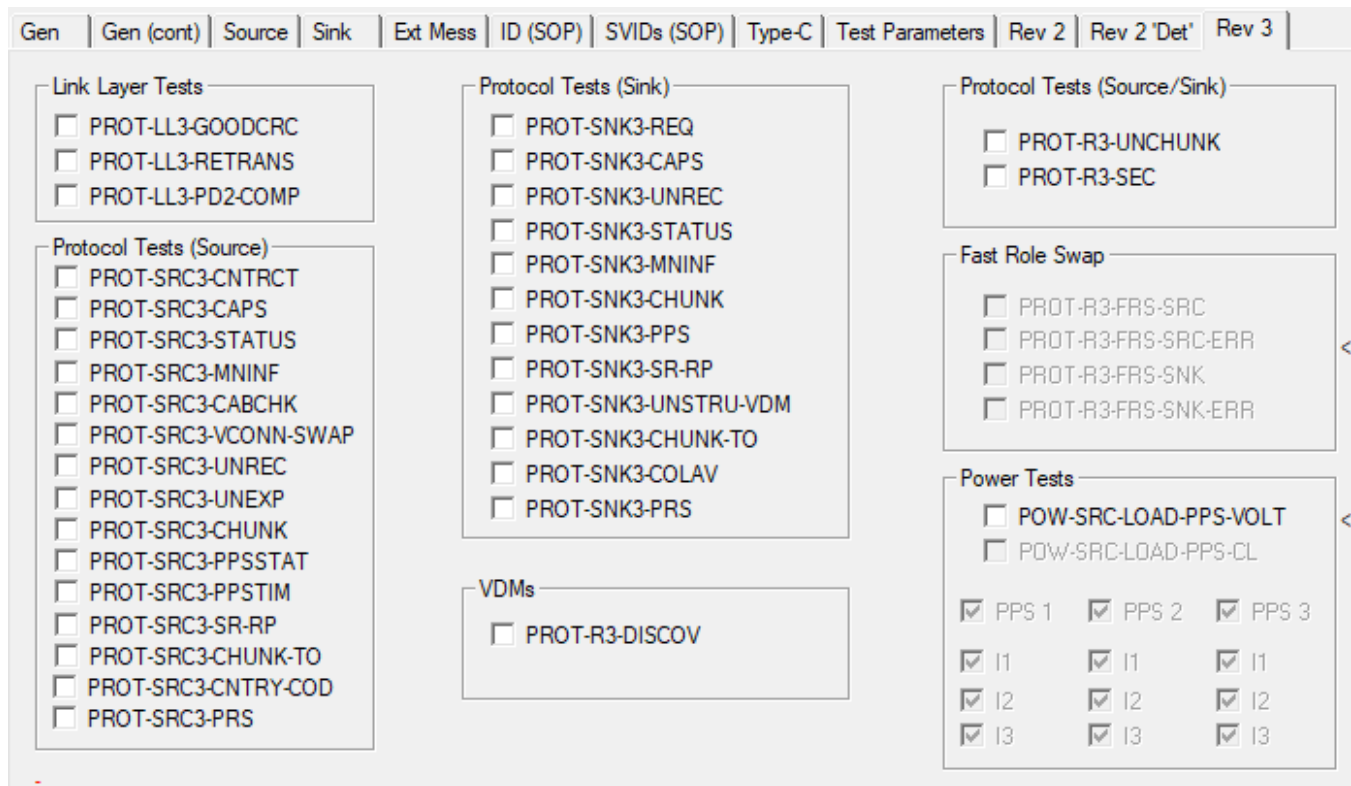 Gen Gen (cont) Source Sink Ext Mess ID (SOP) SVIDs (SOP) Type-C Test Parameters Rev 2 Rev 2 "Det" Rev 3
Link Layer Tests
PROT-LL3-GOODCRC
PROT-LL3-RETRANS
PROT-LL3-PD2-COMP
Protocol Tests (Source)
PROT-SRC3-CNTRCT
PROT-SRC3-CAPS
PROT-SRC3-STATUS
PROT-SRC3-MNINF
PROT-SRC3-CABCHK
PROT-SRC3-VCONN-SWAP
PROT-SRC3-UNREC
PROT-SRC3-UNEXP
PROT-SRC3-CHUNK
PROT-SRC3-PPSSTAT
PROT-SRC3-PPSTIM
PROT-SRC3-SR-RP
PROT-SRC3-CHUNK-TO
PROT-SRC3-CNTRY-COD
PROT-SRC3-PRS
Protocol Tests (Sink)
PROT-SNK3-REQ
PROT-SNK3-CAPS
PROT-SNK3-UNREC
PROT-SNK3-STATUS
PROT-SNK3-MNINF
PROT-SNK3-CHUNK
PROT-SNK3-PPS
PROT-SNK3-SR-RP
PROT-SNK3-UNSTRU-VDM
PROT-SNK3-CHUNK-TO
PROT-SNK3-COLAV
PROT-SNK3-PRS
VDMs
PROT-R3-DISCOV
Protocol Tests (Source/Sink)
PROT-R3-UNCHUNK
PROT-R3-SEC
Fast Role Swap
PROT-R3-FRS-SRC
PROT-R3-FRS-SRC-ERR
PROT-R3-FRS-SNK
PROT-R3-FRS-SNK-ERR
<
Power Tests
POW-SRC-LOAD-PPS-VOLT
POW-SRC-LOAD-PPS-CL
<
PPS 1 PPS 2 PPS 3
I1 I1 I1
I2 I2 I2
I3 I3 I3
-